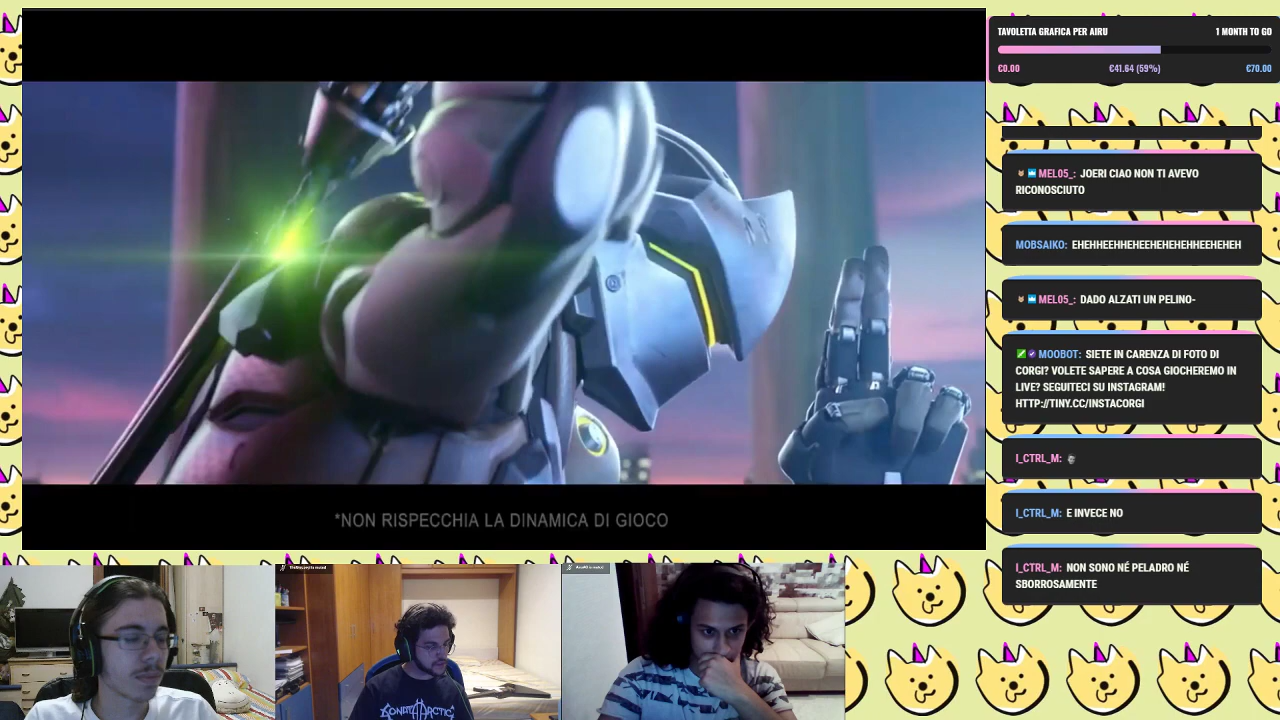 TAVOLETTA GRAFICA PER AIRU 1 MONTH TO GO
€0.00 €41.64 (59%) €70.00
MEL05_: JOERI CIAO NON TI AVEVO
RICONOSCIUTO
MOBSAIKO: EHEHHEEHHEHEEHEHEHEHHEEHEHEH
MEL05_: DADO ALZATI UN PELINO-
MOOBOT: SIETE IN CARENZA DI FOTO DI
CORGI? VOLETE SAPERE A COSA GIOCHEREMO IN
LIVE? SEGUITECI SU INSTAGRAM!
HTTP://TINY.CC/INSTACORGI
I_CTRL_M:
I_CTRL_M: E INVECE NO
I_CTRL_M: NON SONO NÉ PELADRO NÉ
SBORROSAMENTE
*NON RISPECCHIA LA DINAMICA DI GIOCO